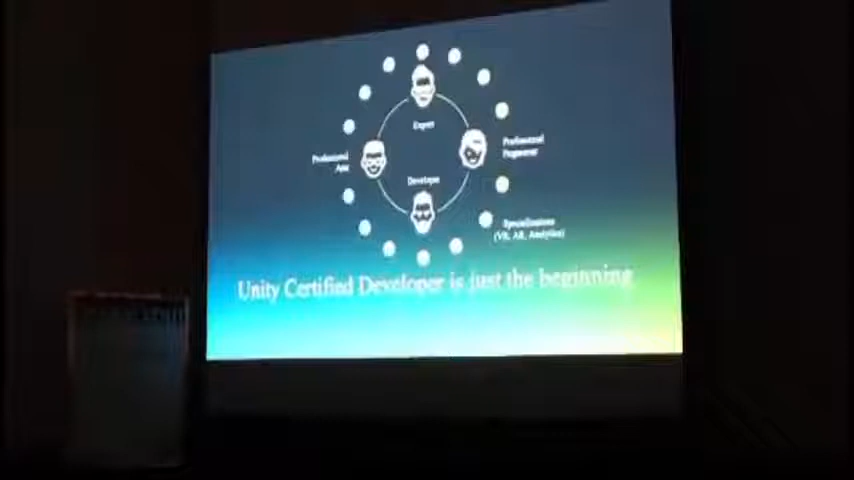 Expert
Professional
Artist
Professional
Programmer
Developer
Specializations
(VR, AR, Analytics)
Unity Certified Developer is just the beginning